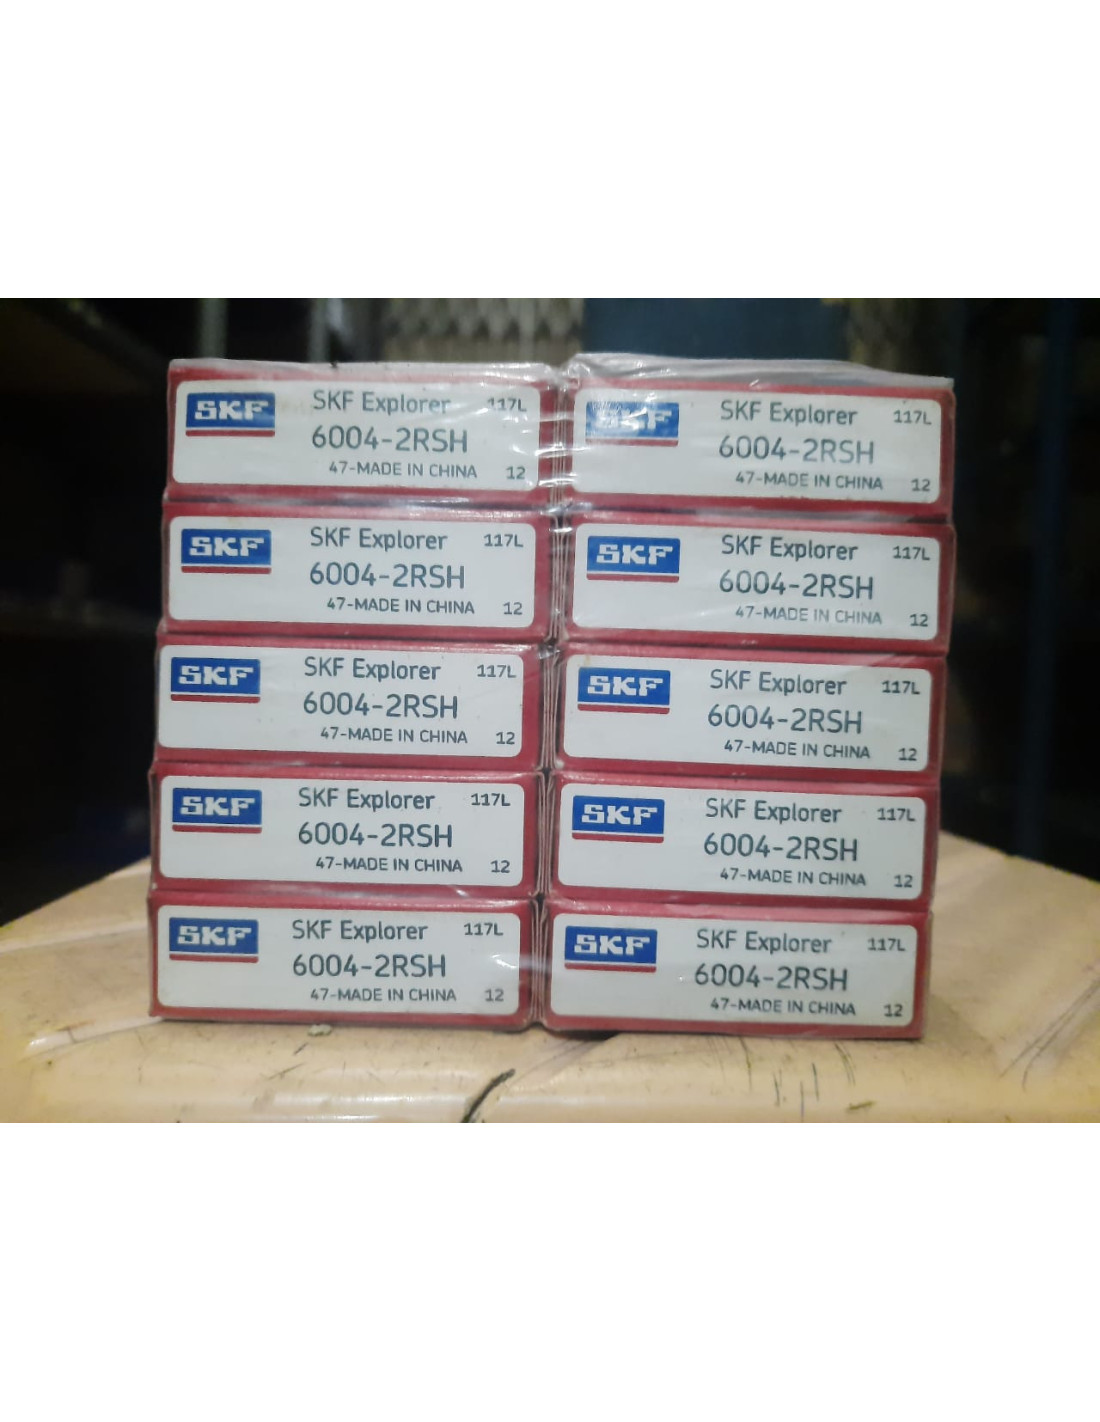 SKF SKF Explorer 117L
6004-2RSH
47-MADE IN CHINA 12
SKF SKF Explorer 117L
6004-2RSH
47-MADE IN CHINA 12
SKF SKF Explorer 117L
6004-2RSH
47-MADE IN CHINA 12
SKF SKF Explorer 117L
6004-2RSH
47-MADE IN CHINA 12
SKF SKF Explorer 117L
6004-2RSH
47-MADE IN CHINA 12
SKF SKF Explorer 117L
6004-2RSH
47-MADE IN CHINA 12
SKF SKF Explorer 117L
6004-2RSH
47-MADE IN CHINA 12
SKF SKF Explorer 117L
6004-2RSH
47-MADE IN CHINA 12
SKF SKF Explorer 117L
6004-2RSH
47-MADE IN CHINA 12
SKF SKF Explorer 117L
6004-2RSH
47-MADE IN CHINA 12